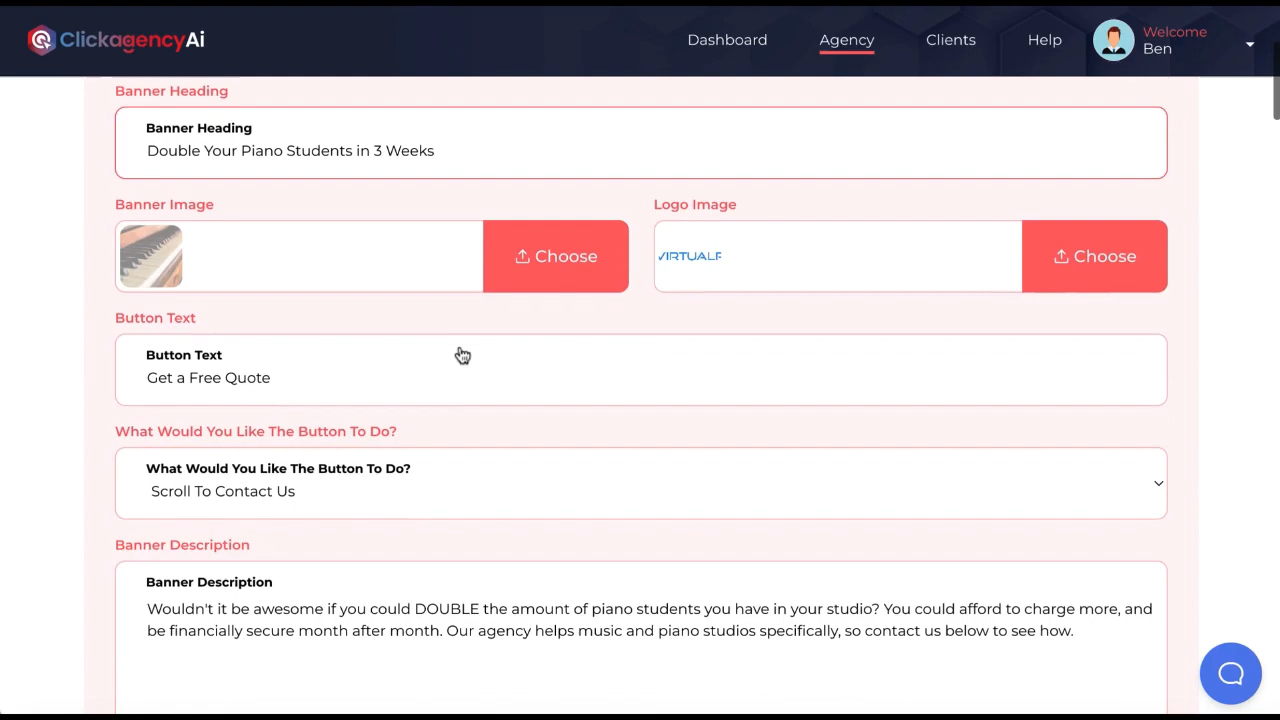 ClickagencyAi
Dashboard
Agency
Clients
Help
Welcome
Ben
Banner Heading
Banner Heading
Double Your Piano Students in 3 Weeks
Banner Image
Logo Image
Choose
VIRTUALF
Choose
Button Text
Button Text
Get a Free Quote
What Would You Like The Button To Do?
What Would You Like The Button To Do?
Scroll To Contact Us
Banner Description
Banner Description
Wouldn't it be awesome if you could DOUBLE the amount of piano students you have in your studio? You could afford to charge more, and
be financially secure month after month. Our agency helps music and piano studios specifically, so contact us below to see how.